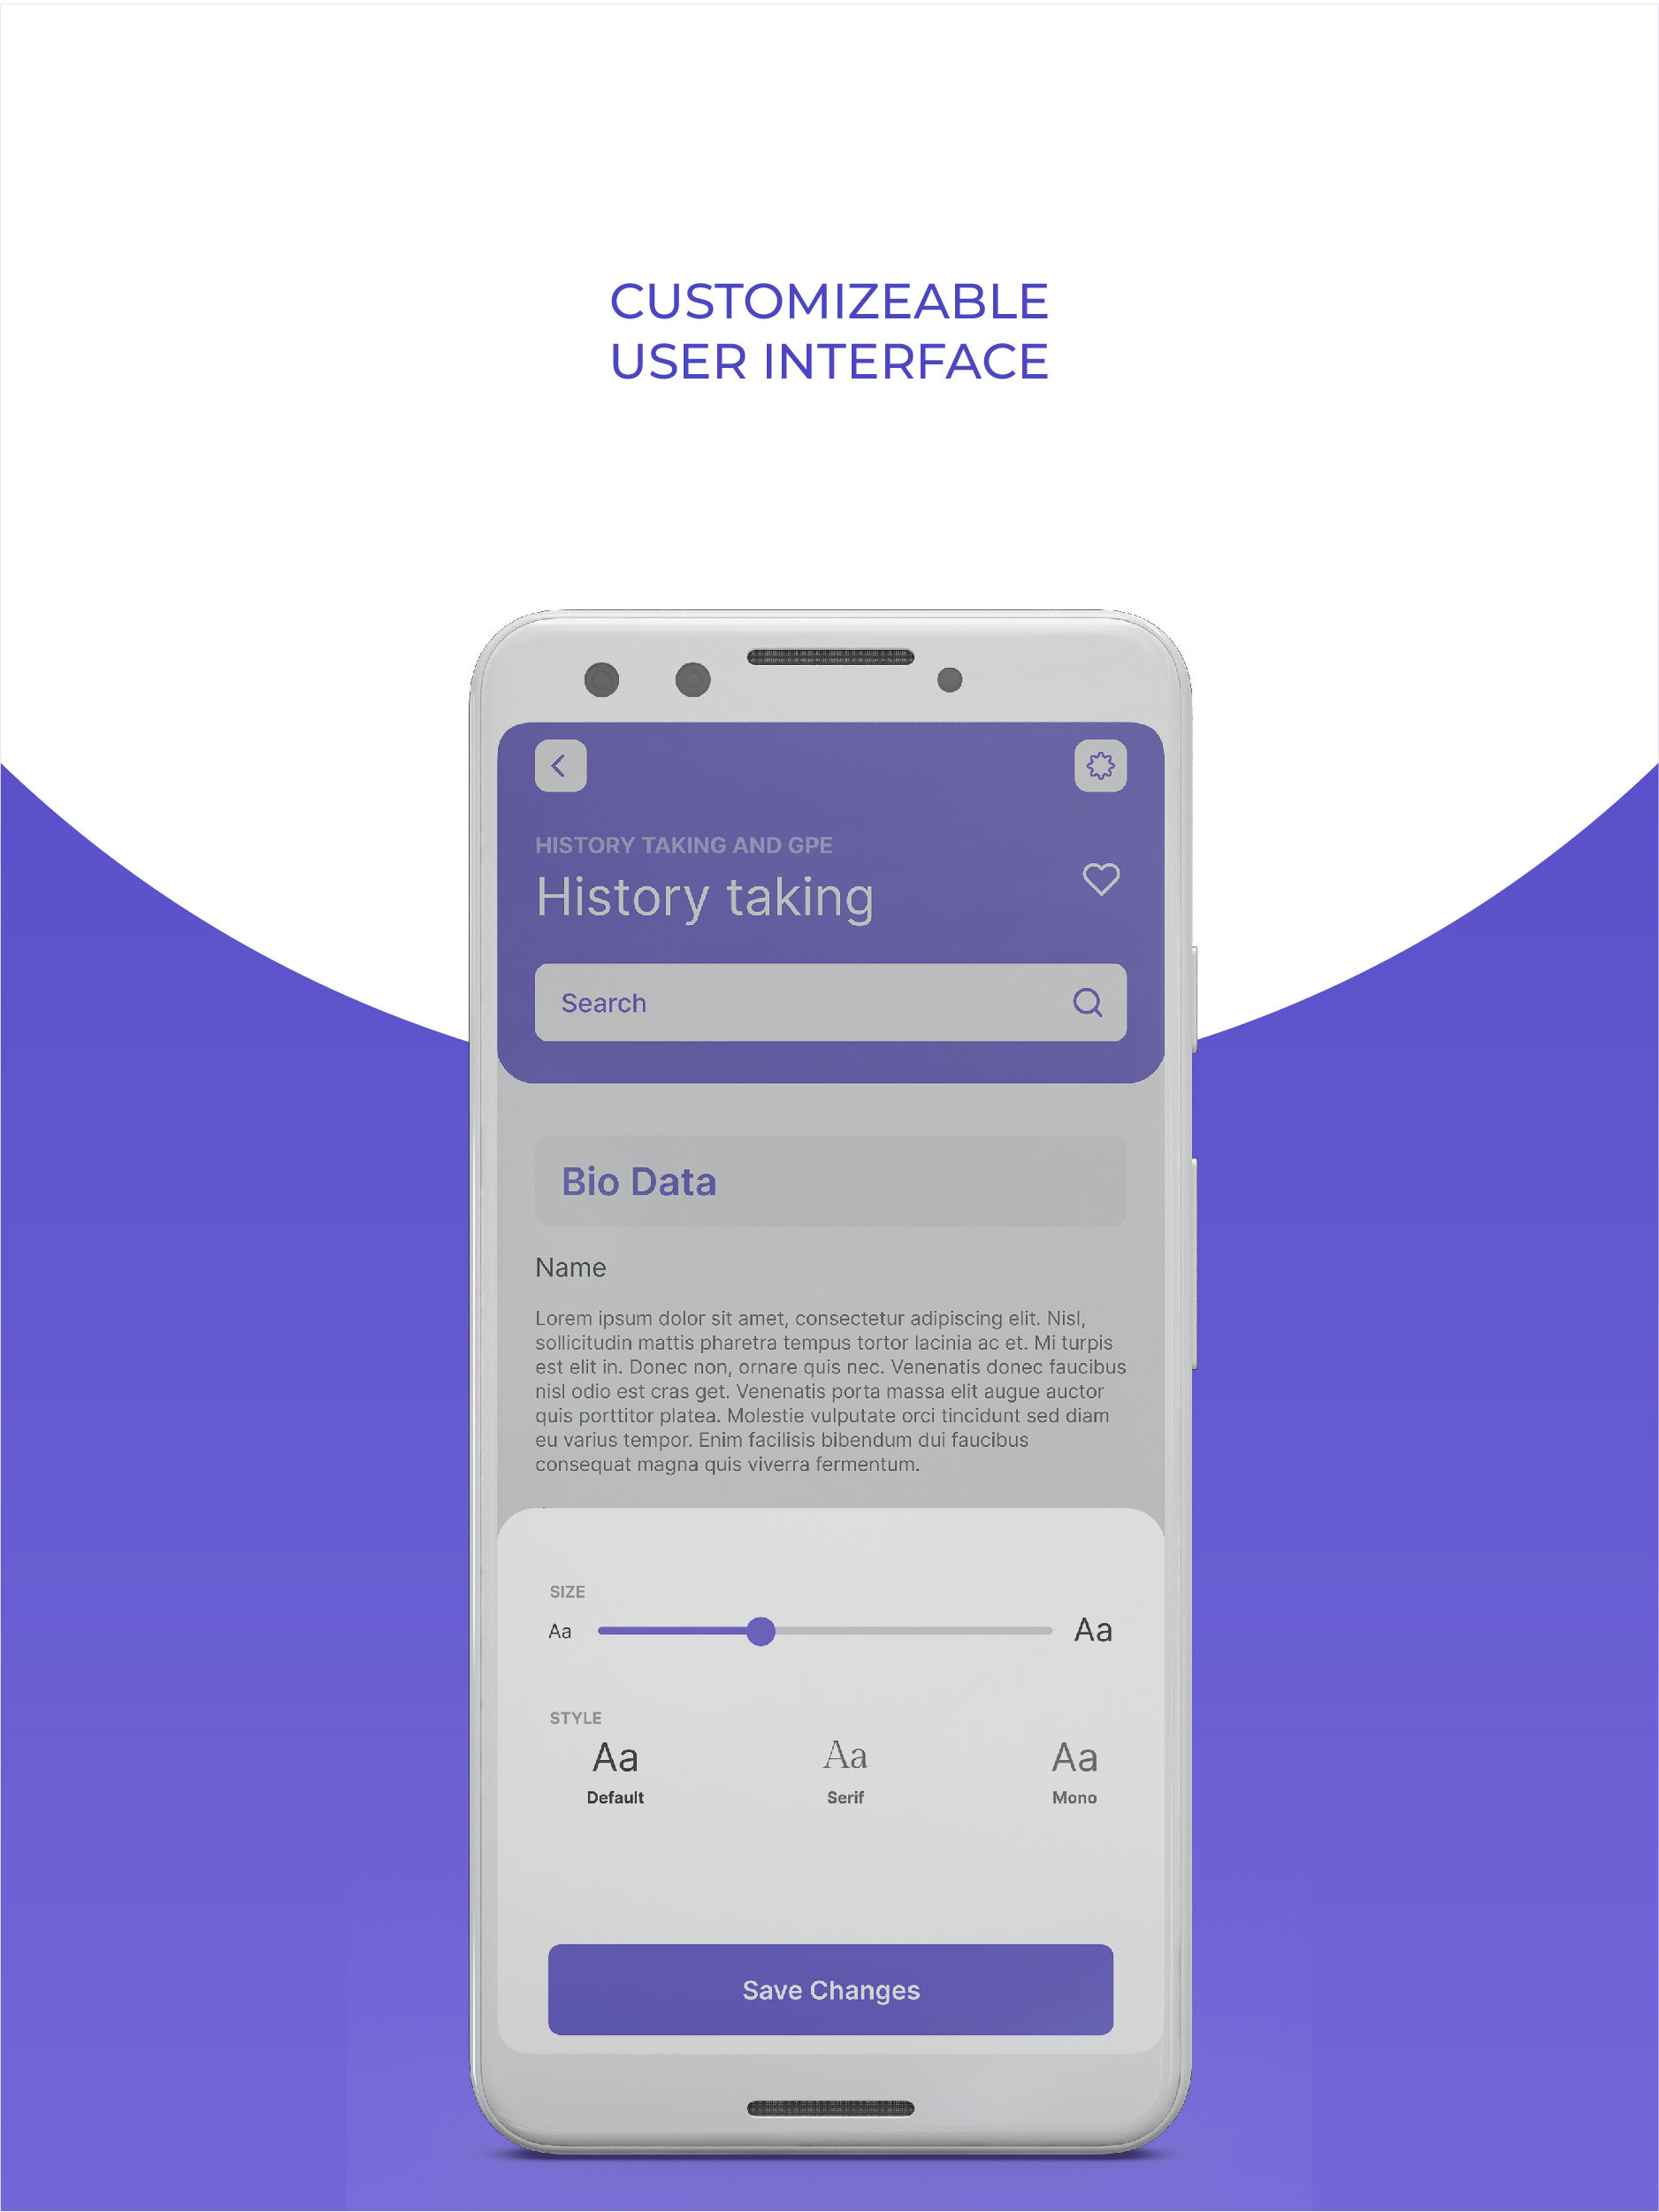 CUSTOMIZEABLE
USER INTERFACE
HISTORY TAKING AND GPE
History taking
Search
Bio Data
Name
Lorem ipsum dolor sit amet, consectetur adipiscing elit. Nisl,
sollicitudin mattis pharetra tempus tortor lacinia ac et. Mi turpis
est elit in. Donec non, ornare quis nec. Venenatis donec faucibus
nisl odio est cras get. Venenatis porta massa elit augue auctor
quis porttitor platea. Molestie vulputate orci tincidunt sed diam
eu varius tempor. Enim facilisis bibendum dui faucibus
consequat magna quis viverra fermentum.
SIZE
Aa Aa
STYLE
Aa Aa Aa
Default Serif Mono
Save Changes